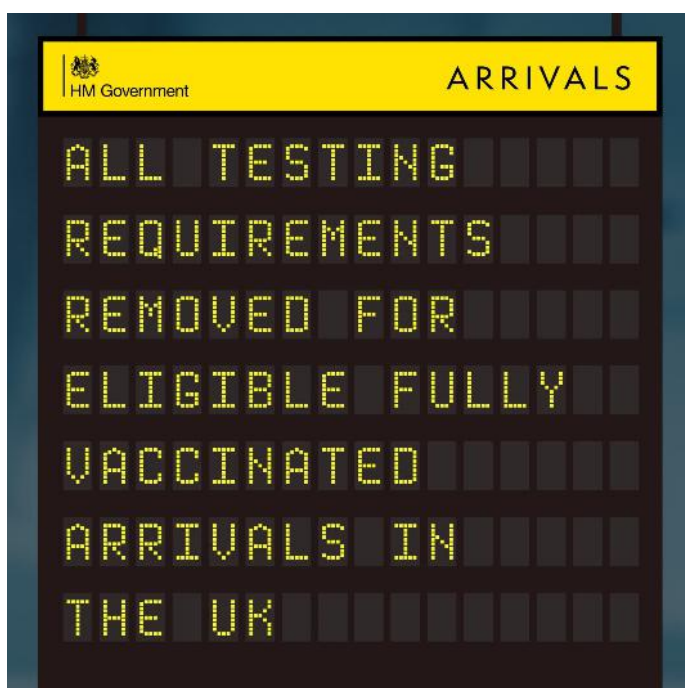 HM Government
ARRIVALS
ALL TESTING
REQUIREMENTS
REMOVED FOR
ELIGIBLE FULLY
VACCINATED
ARRIVALS IN
THE UK